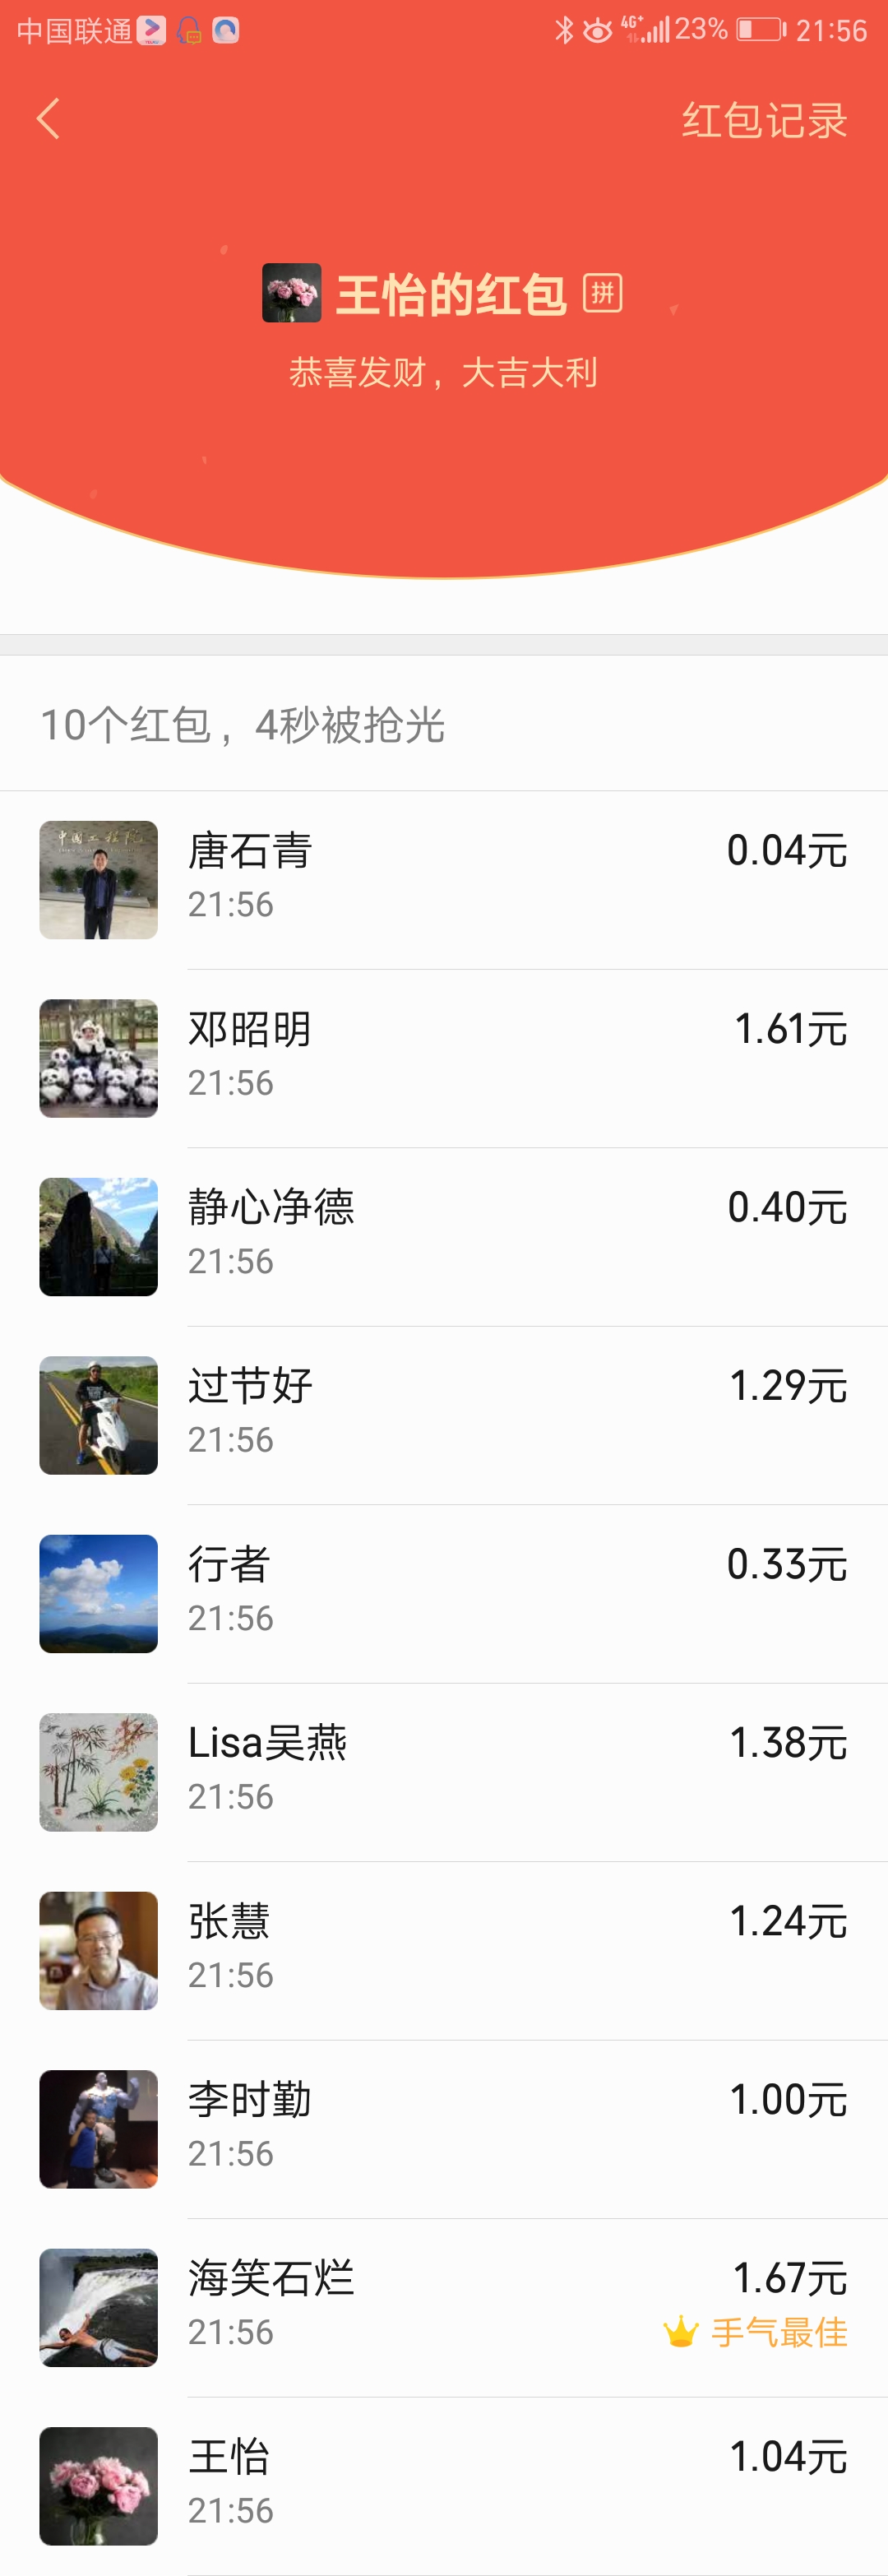 中国联通 4G+ 23% 21:56
红包记录
王怡的红包 拼
恭喜发财，大吉大利
10个红包，4秒被抢光
唐石青 0.04元
21:56
邓昭明 1.61元
21:56
静心净德 0.40元
21:56
过节好 1.29元
21:56
行者 0.33元
21:56
Lisa吴燕 1.38元
21:56
张慧 1.24元
21:56
李时勤 1.00元
21:56
海笑石烂 1.67元
21:56 手气最佳
王怡 1.04元
21:56